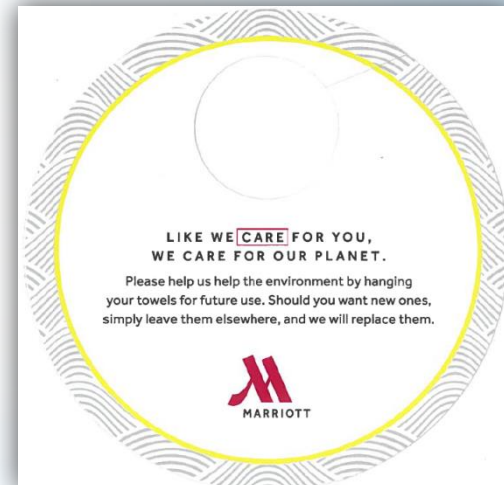 LIKE WE CARE FOR YOU,
WE CARE FOR OUR PLANET.
Please help us help the environment by hanging
your towels for future use. Should you want new ones,
simply leave them elsewhere, and we will replace them.
MARRIOTT